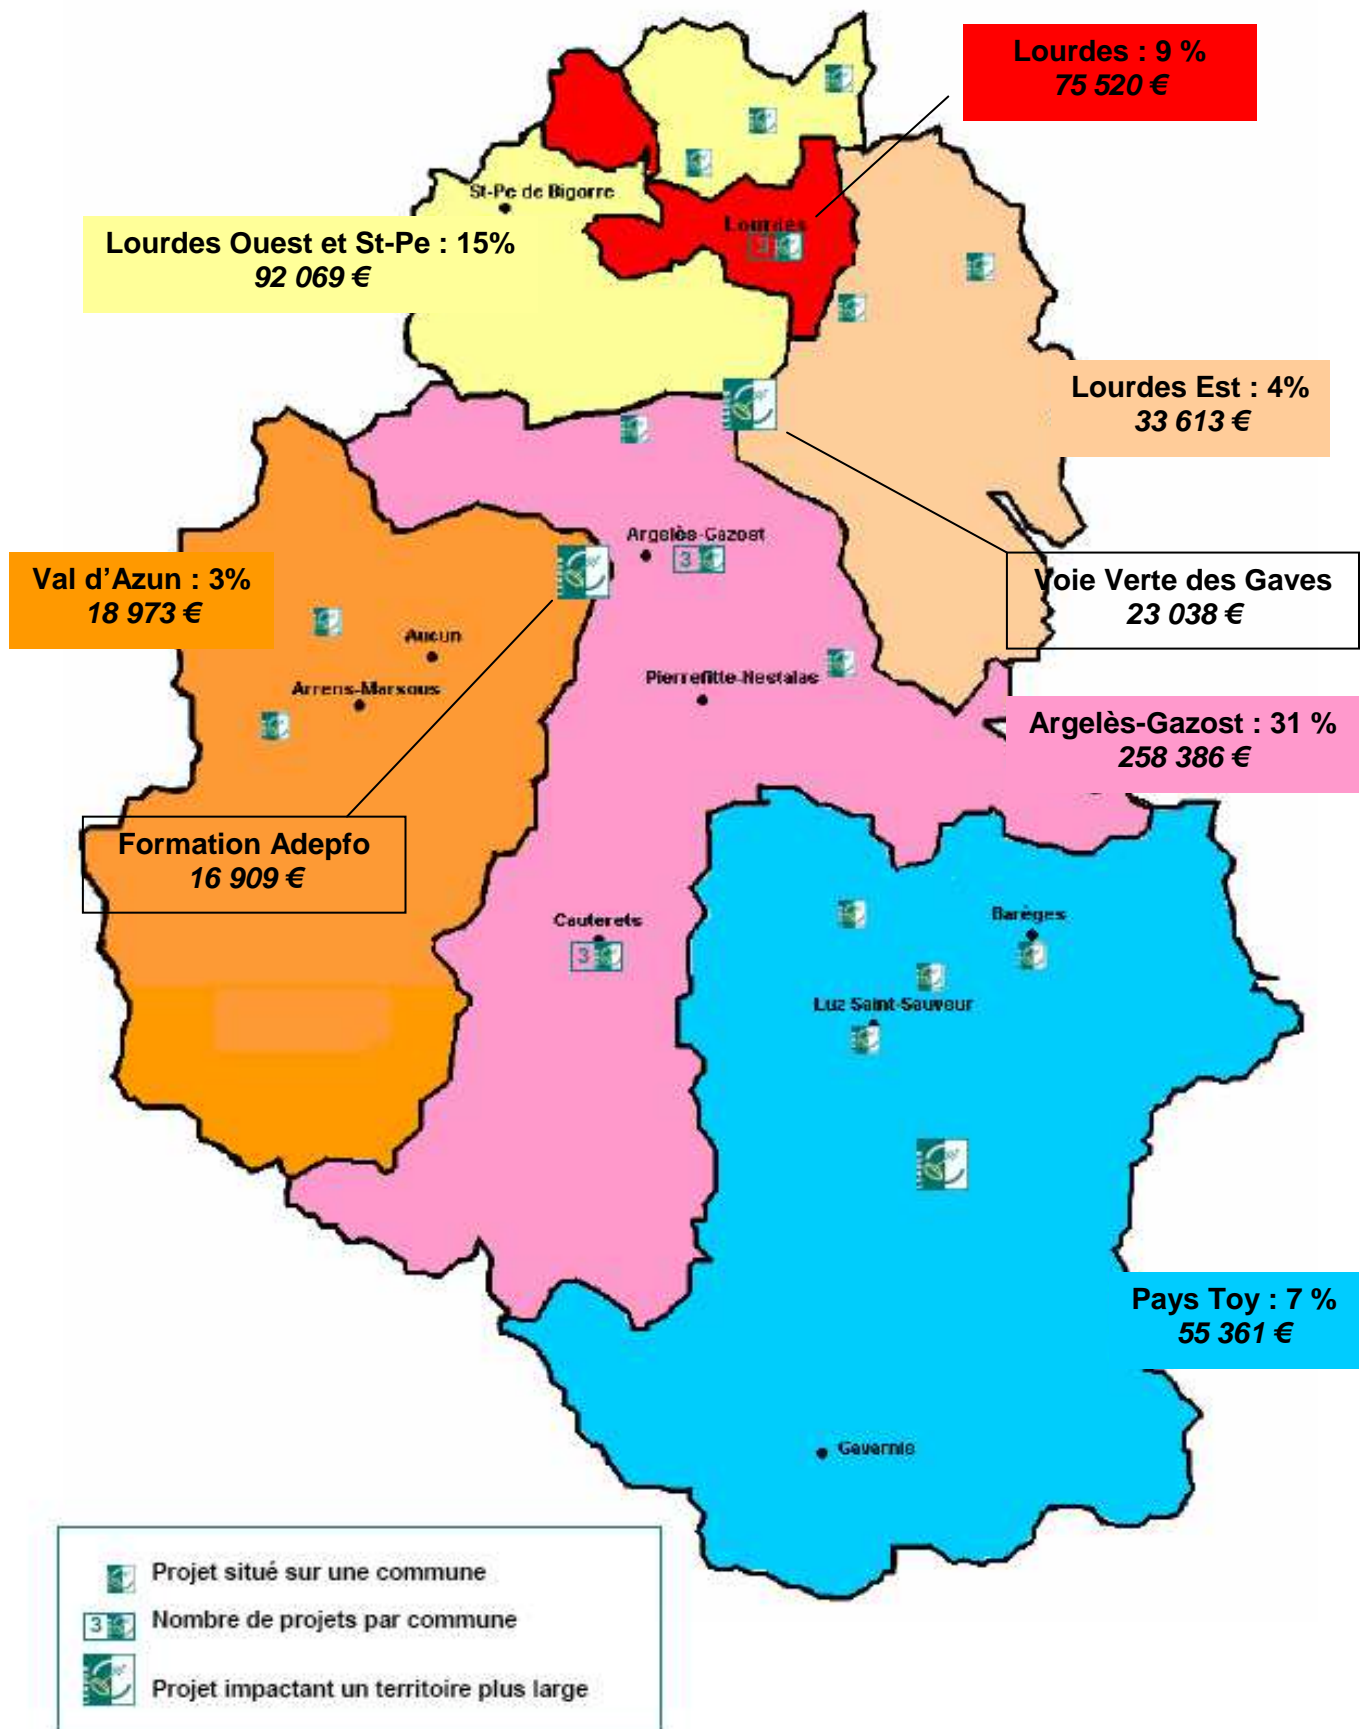 Lourdes : 9 %
75 520 €
St-Pe de Bigorre
Lourdes
Lourdes Ouest et St-Pe : 15%
92 069 €
Lourdes Est : 4%
33 613 €
Argelès-Gazost
3
Voie Verte des Gaves
23 038 €
Val d’Azun : 3%
18 973 €
Aucun
Arrens-Marsous
Pierrefitte-Nestalas
Argelès-Gazost : 31 %
258 386 €
Formation Adepfo
16 909 €
Cauterets
3
Barèges
Luz Saint-Sauveur
Pays Toy : 7 %
55 361 €
Gavernie
Projet situé sur une commune
3
Nombre de projets par commune
Projet impactant un territoire plus large